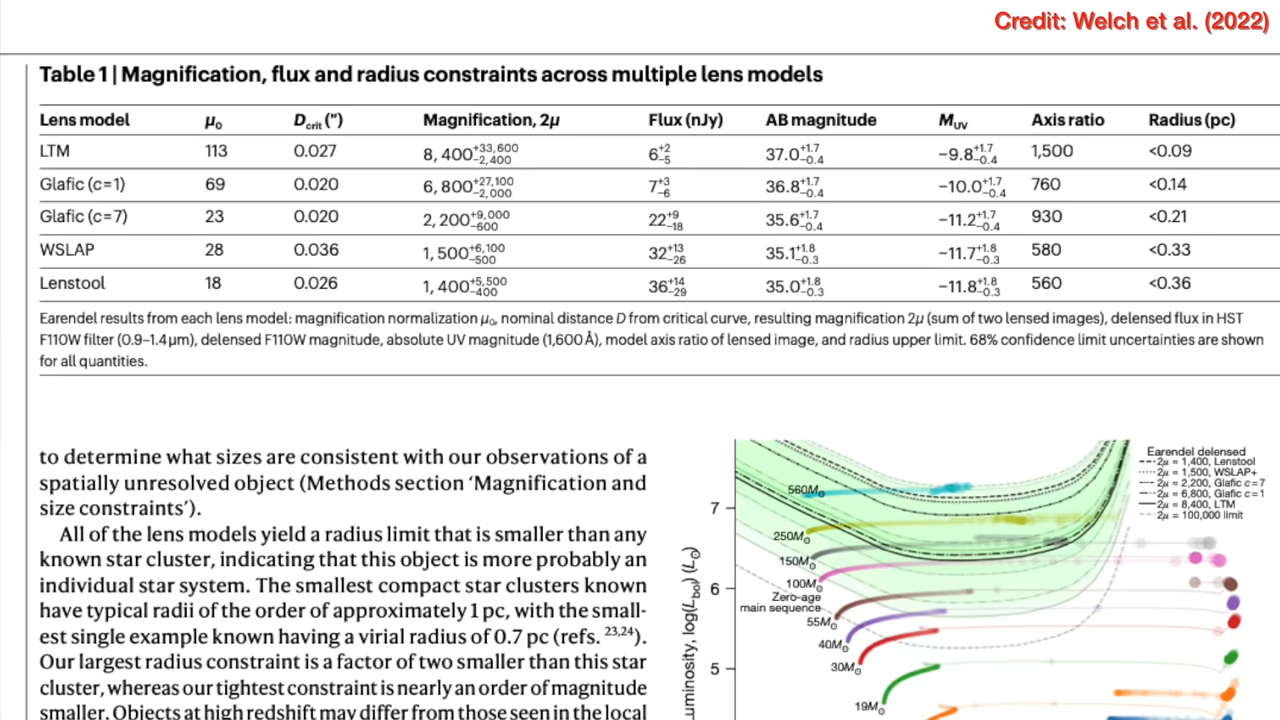 Credit: Welch et al. (2022)
Table 1 | Magnification, flux and radius constraints across multiple lens models
Lens model μ₀ D_crit (″) Magnification, 2μ Flux (nJy) AB magnitude M_UV Axis ratio Radius (pc)
LTM 113 0.027 8,400+33,600−2,400 6+2−5 37.0+1.7−0.4 −9.8+1.7−0.4 1,500 <0.09
Glafic (c=1) 69 0.020 6,800+27,100−2,000 7+3−6 36.8+1.7−0.4 −10.0+1.7−0.4 760 <0.14
Glafic (c=7) 23 0.020 2,200+9,000−600 22+9−18 35.6+1.7−0.4 −11.2+1.7−0.4 930 <0.21
WSLAP 28 0.036 1,500+6,100−500 32+13−26 35.1+1.8−0.3 −11.7+1.8−0.3 580 <0.33
Lenstool 18 0.026 1,400+5,500−400 36+14−29 35.0+1.8−0.3 −11.8+1.8−0.3 560 <0.36
Earendel results from each lens model: magnification normalization μ₀, nominal distance D from critical curve, resulting magnification 2μ (sum of two lensed images), delensed flux in HST
F110W filter (0.9–1.4 μm), delensed F110W magnitude, absolute UV magnitude (1,600 Å), model axis ratio of lensed image, and radius upper limit. 68% confidence limit uncertainties are shown
for all quantities.
to determine what sizes are consistent with our observations of a
spatially unresolved object (Methods section ‘Magnification and
size constraints’).
All of the lens models yield a radius limit that is smaller than any
known star cluster, indicating that this object is more probably an
individual star system. The smallest compact star clusters known
have typical radii of the order of approximately 1 pc, with the small-
est single example known having a virial radius of 0.7 pc (refs. 23,24).
Our largest radius constraint is a factor of two smaller than this star
cluster, whereas our tightest constraint is nearly an order of magnitude
smaller. Objects at high redshift may differ from those seen in the local
Earendel delensed
2μ = 1,400, Lenstool
2μ = 1,500, WSLAP+
2μ = 2,200, Glafic c=7
2μ = 6,800, Glafic c=1
2μ = 8,400, LTM
2μ = 100,000 limit
560M⊙
7
250M⊙
150M⊙
100M⊙
6
Zero-age
main sequence
55M⊙
40M⊙
30M⊙
5
19M⊙
uminosity, log(L_bol) (L⊙)